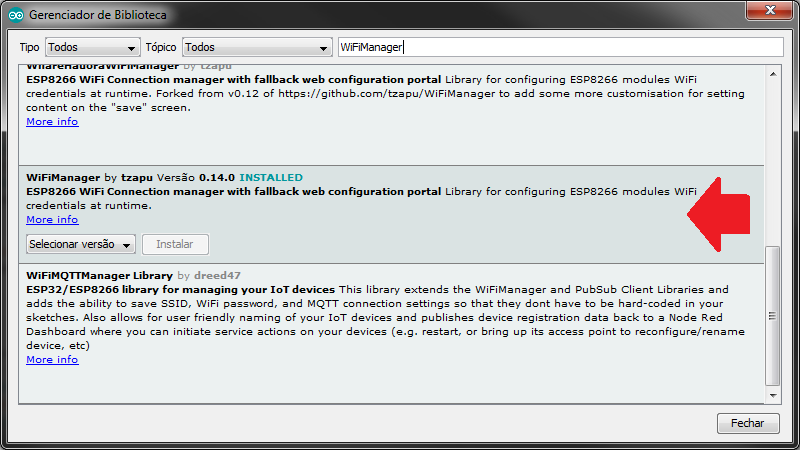 Gerenciador de Biblioteca
Tipo Todos Tópico Todos WiFiManager
WhareHauoraWiFiManager by tzapu
ESP8266 WiFi Connection manager with fallback web configuration portal Library for configuring ESP8266 modules WiFi
credentials at runtime. Forked from v0.12 of https://github.com/tzapu/WiFiManager to add some more customisation for setting
content on the "save" screen.
More info
WiFiManager by tzapu Versão 0.14.0 INSTALLED
ESP8266 WiFi Connection manager with fallback web configuration portal Library for configuring ESP8266 modules WiFi
credentials at runtime.
More info
Selecionar versão Instalar
WiFiMQTTManager Library by dreed47
ESP32/ESP8266 library for managing your IoT devices This library extends the WiFiManager and PubSub Client Libraries and
adds the ability to save SSID, WiFi password, and MQTT connection settings so that they dont have to be hard-coded in your
sketches. Also allows for user friendly naming of your IoT devices and publishes device registration data back to a Node Red
Dashboard where you can initiate service actions on your devices (e.g. restart, or bring up its access point to reconfigure/rename
device, etc)
More info
Fechar